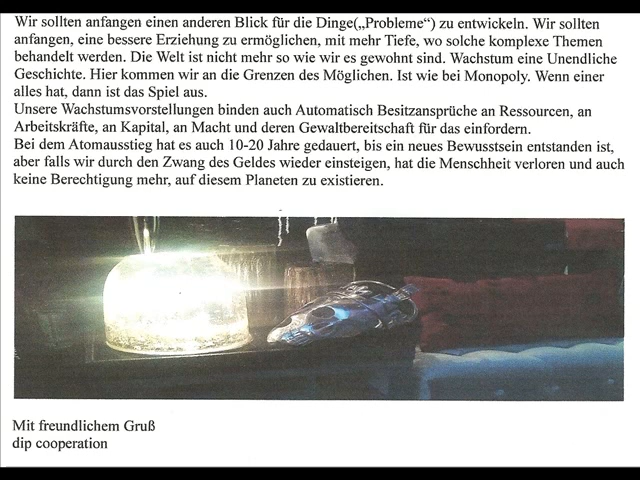 Wir sollten anfangen einen anderen Blick für die Dinge(„Probleme“) zu entwickeln. Wir sollten
anfangen, eine bessere Erziehung zu ermöglichen, mit mehr Tiefe, wo solche komplexe Themen
behandelt werden. Die Welt ist nicht mehr so wie wir es gewohnt sind. Wachstum eine Unendliche
Geschichte. Hier kommen wir an die Grenzen des Möglichen. Ist wie bei Monopoly. Wenn einer
alles hat, dann ist das Spiel aus.
Unsere Wachstumsvorstellungen binden auch Automatisch Besitzansprüche an Ressourcen, an
Arbeitskräfte, an Kapital, an Macht und deren Gewaltbereitschaft für das einfordern.
Bei dem Atomausstieg hat es auch 10-20 Jahre gedauert, bis ein neues Bewusstsein entstanden ist,
aber falls wir durch den Zwang des Geldes wieder einsteigen, hat die Menschheit verloren und auch
keine Berechtigung mehr, auf diesem Planeten zu existieren.
Mit freundlichem Gruß
dip cooperation